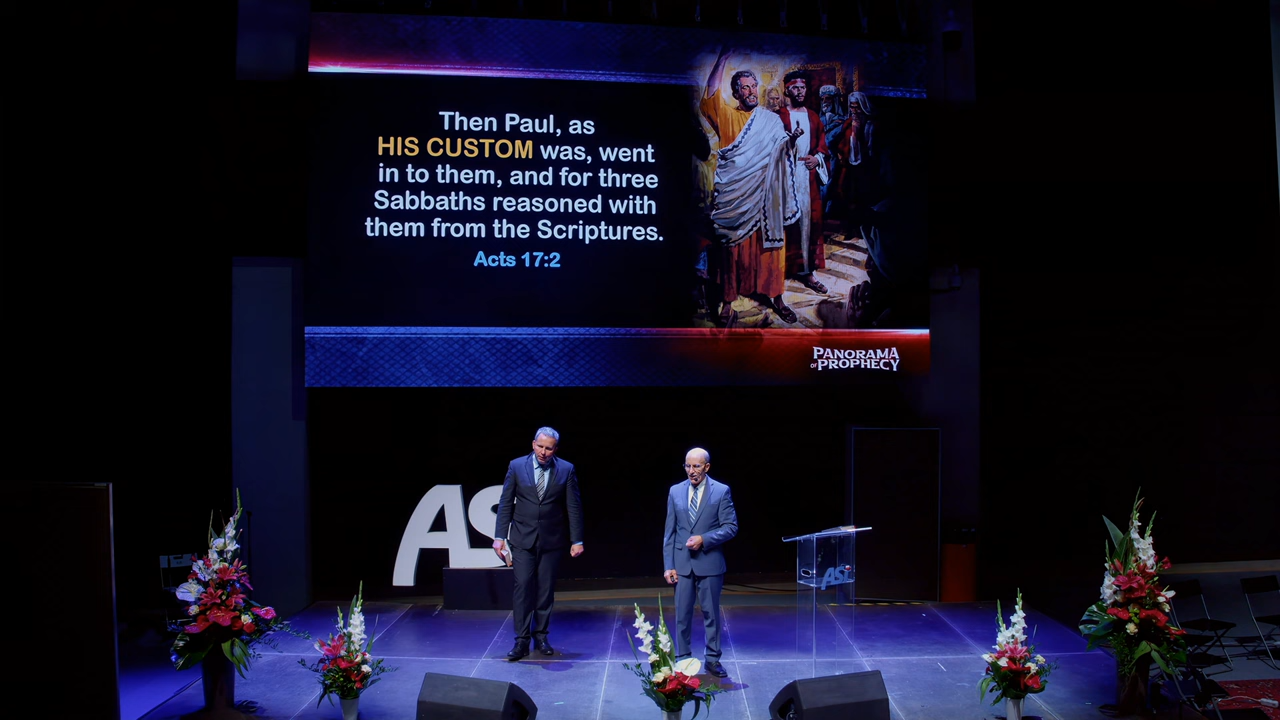 Then Paul, as
HIS CUSTOM was, went
in to them, and for three
Sabbaths reasoned with
them from the Scriptures.
Acts 17:2
PANORAMA
OF PROPHECY
AS
AS